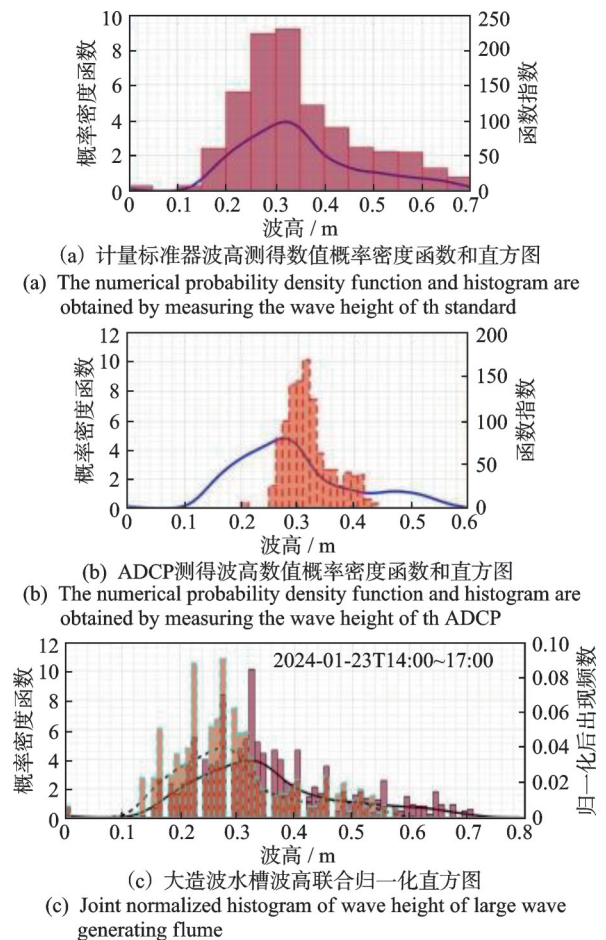 10
8
6
4
2
0
概率密度函数
250
200
150
100
50
0
函数指数
0 0.1 0.2 0.3 0.4 0.5 0.6 0.7
波高 / m
(a) 计量标准器波高测得数值概率密度函数和直方图
(a) The numerical probability density function and histogram are
obtained by measuring the wave height of th standard
12
10
8
6
4
2
0
概率密度函数
200
150
100
50
0
函数指数
0 0.1 0.2 0.3 0.4 0.5 0.6
波高 / m
(b) ADCP测得波高数值概率密度函数和直方图
(b) The numerical probability density function and histogram are
obtained by measuring the wave height of th ADCP
12
10
8
6
4
2
0
概率密度函数
2024-01-23T14:00~17:00
0.10
0.08
0.06
0.04
0.02
0
归一化后出现频数
0 0.1 0.2 0.3 0.4 0.5 0.6 0.7 0.8
波高 / m
(c) 大造波水槽波高联合归一化直方图
(c) Joint normalized histogram of wave height of large wave
generating flume